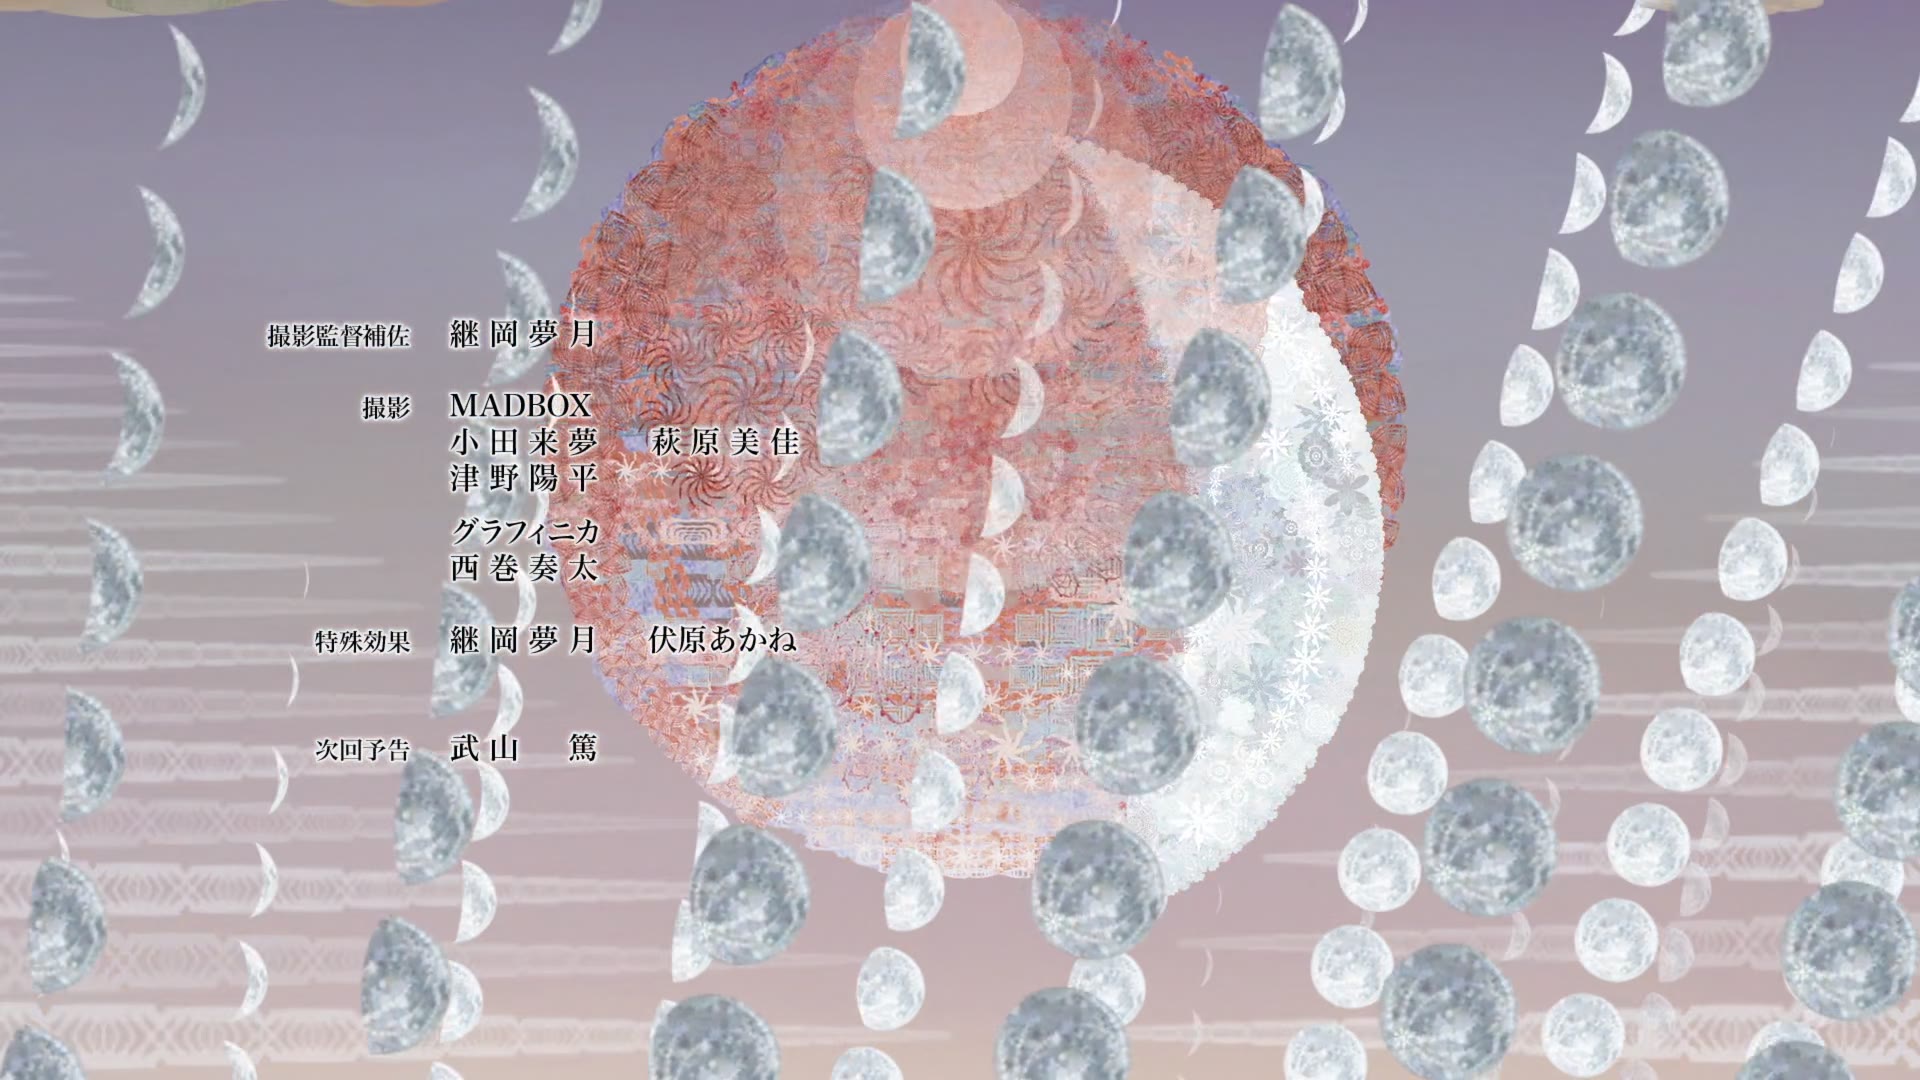 撮影監督補佐 継岡夢月
撮影 MADBOX
小田来夢 萩原美佳
津野陽平
グラフィニカ
西巻奏太
特殊効果 継岡夢月 伏原あかね
次回予告 武山 篤